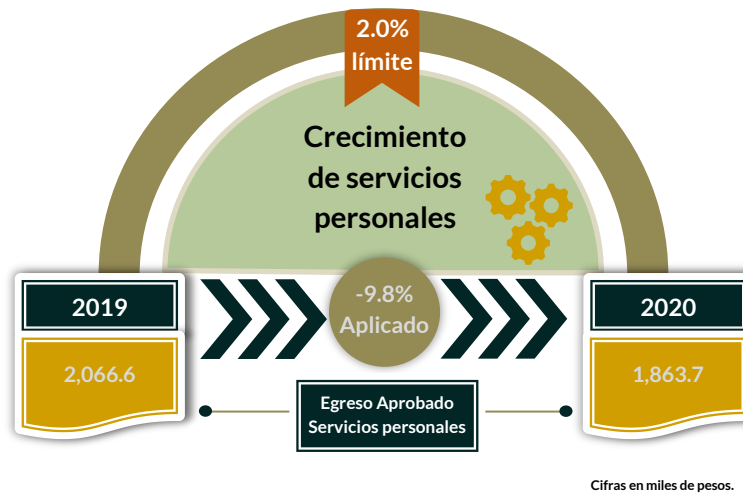 2.0%
límite
Crecimiento
de servicios
personales
2019
-9.8%
Aplicado
2020
2,066.6
1,863.7
Egreso Aprobado
Servicios personales
Cifras en miles de pesos.